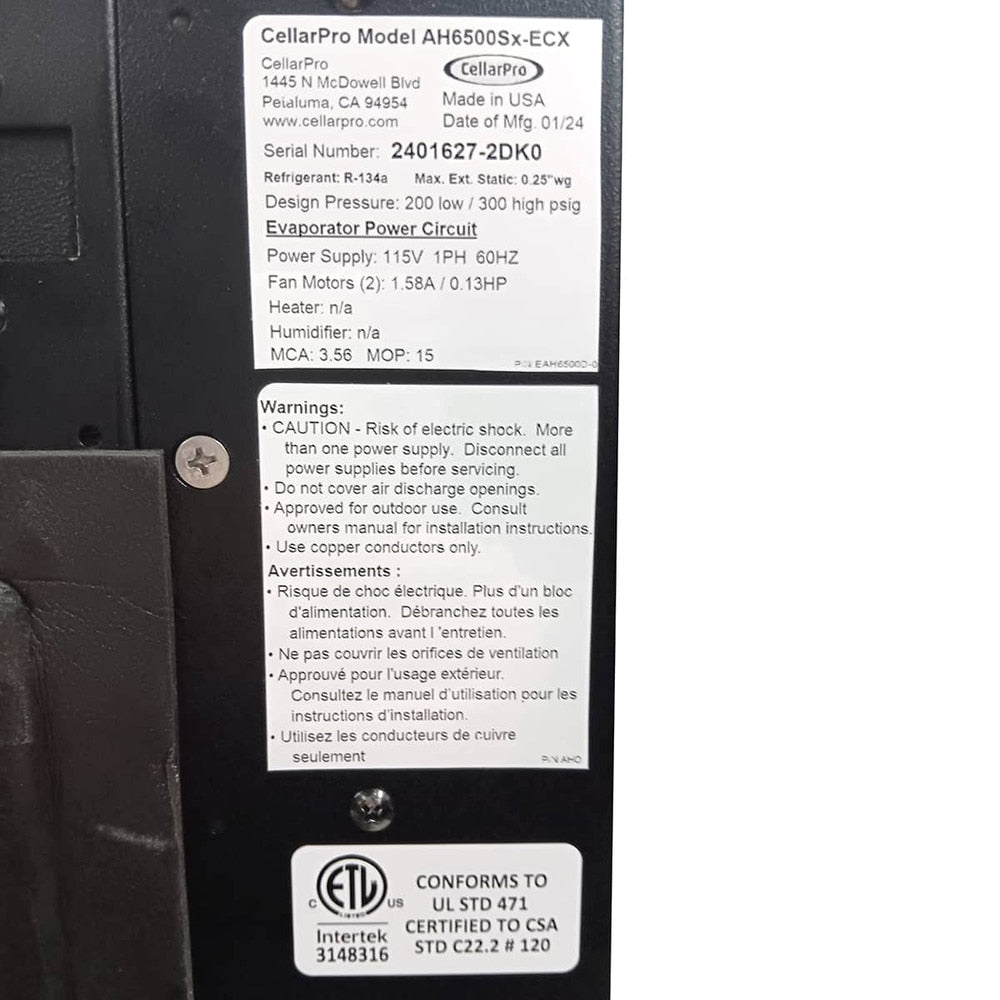 CellarPro Model AH6500Sx-ECX
CellarPro
1445 N McDowell Blvd
Petaluma, CA 94954
www.cellarpro.com
CellarPro
Made in USA
Date of Mfg. 01/24
Serial Number: 2401627-2DK0
Refrigerant: R-134a Max. Ext. Static: 0.25"wg
Design Pressure: 200 low / 300 high psig
Evaporator Power Circuit
Power Supply: 115V 1PH 60HZ
Fan Motors (2): 1.58A / 0.13HP
Heater: n/a
Humidifier: n/a
MCA: 3.56 MOP: 15
P/N EAH6500D-0
Warnings:
• CAUTION - Risk of electric shock. More
than one power supply. Disconnect all
power supplies before servicing.
• Do not cover air discharge openings.
• Approved for outdoor use. Consult
owners manual for installation instructions.
• Use copper conductors only.
Avertissements :
• Risque de choc électrique. Plus d'un bloc
d'alimentation. Débranchez toutes les
alimentations avant l 'entretien.
• Ne pas couvrir les orifices de ventilation
• Approuvé pour l'usage extérieur.
Consultez le manuel d'utilisation pour les
instructions d'installation.
• Utilisez les conducteurs de cuivre
seulement
P/N AHO
ETL
C US
LISTED
Intertek
3148316
CONFORMS TO
UL STD 471
CERTIFIED TO CSA
STD C22.2 # 120